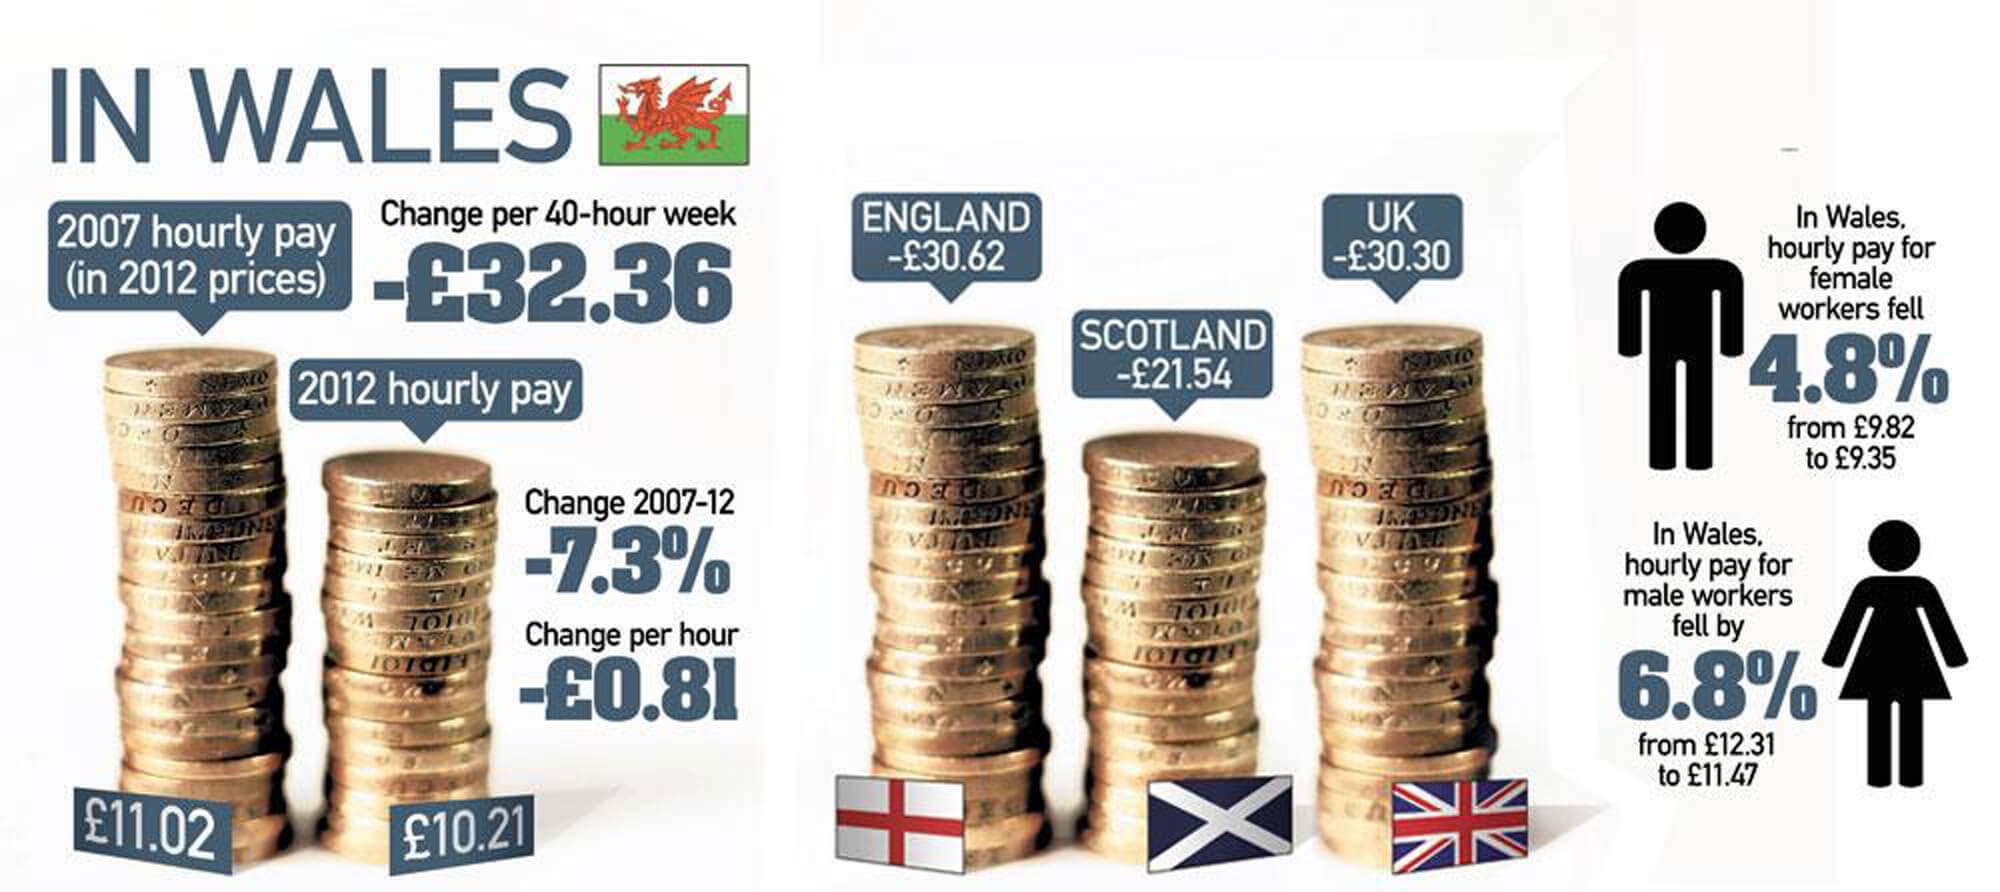 IN WALES
2007 hourly pay
(in 2012 prices)
Change per 40-hour week
-£32.36
2012 hourly pay
Change 2007-12
-7.3%
Change per hour
-£0.81
£11.02
£10.21
ENGLAND
-£30.62
SCOTLAND
-£21.54
UK
-£30.30
In Wales,
hourly pay for
female
workers fell
4.8%
from £9.82
to £9.35
In Wales,
hourly pay for
male workers
fell by
6.8%
from £12.31
to £11.47